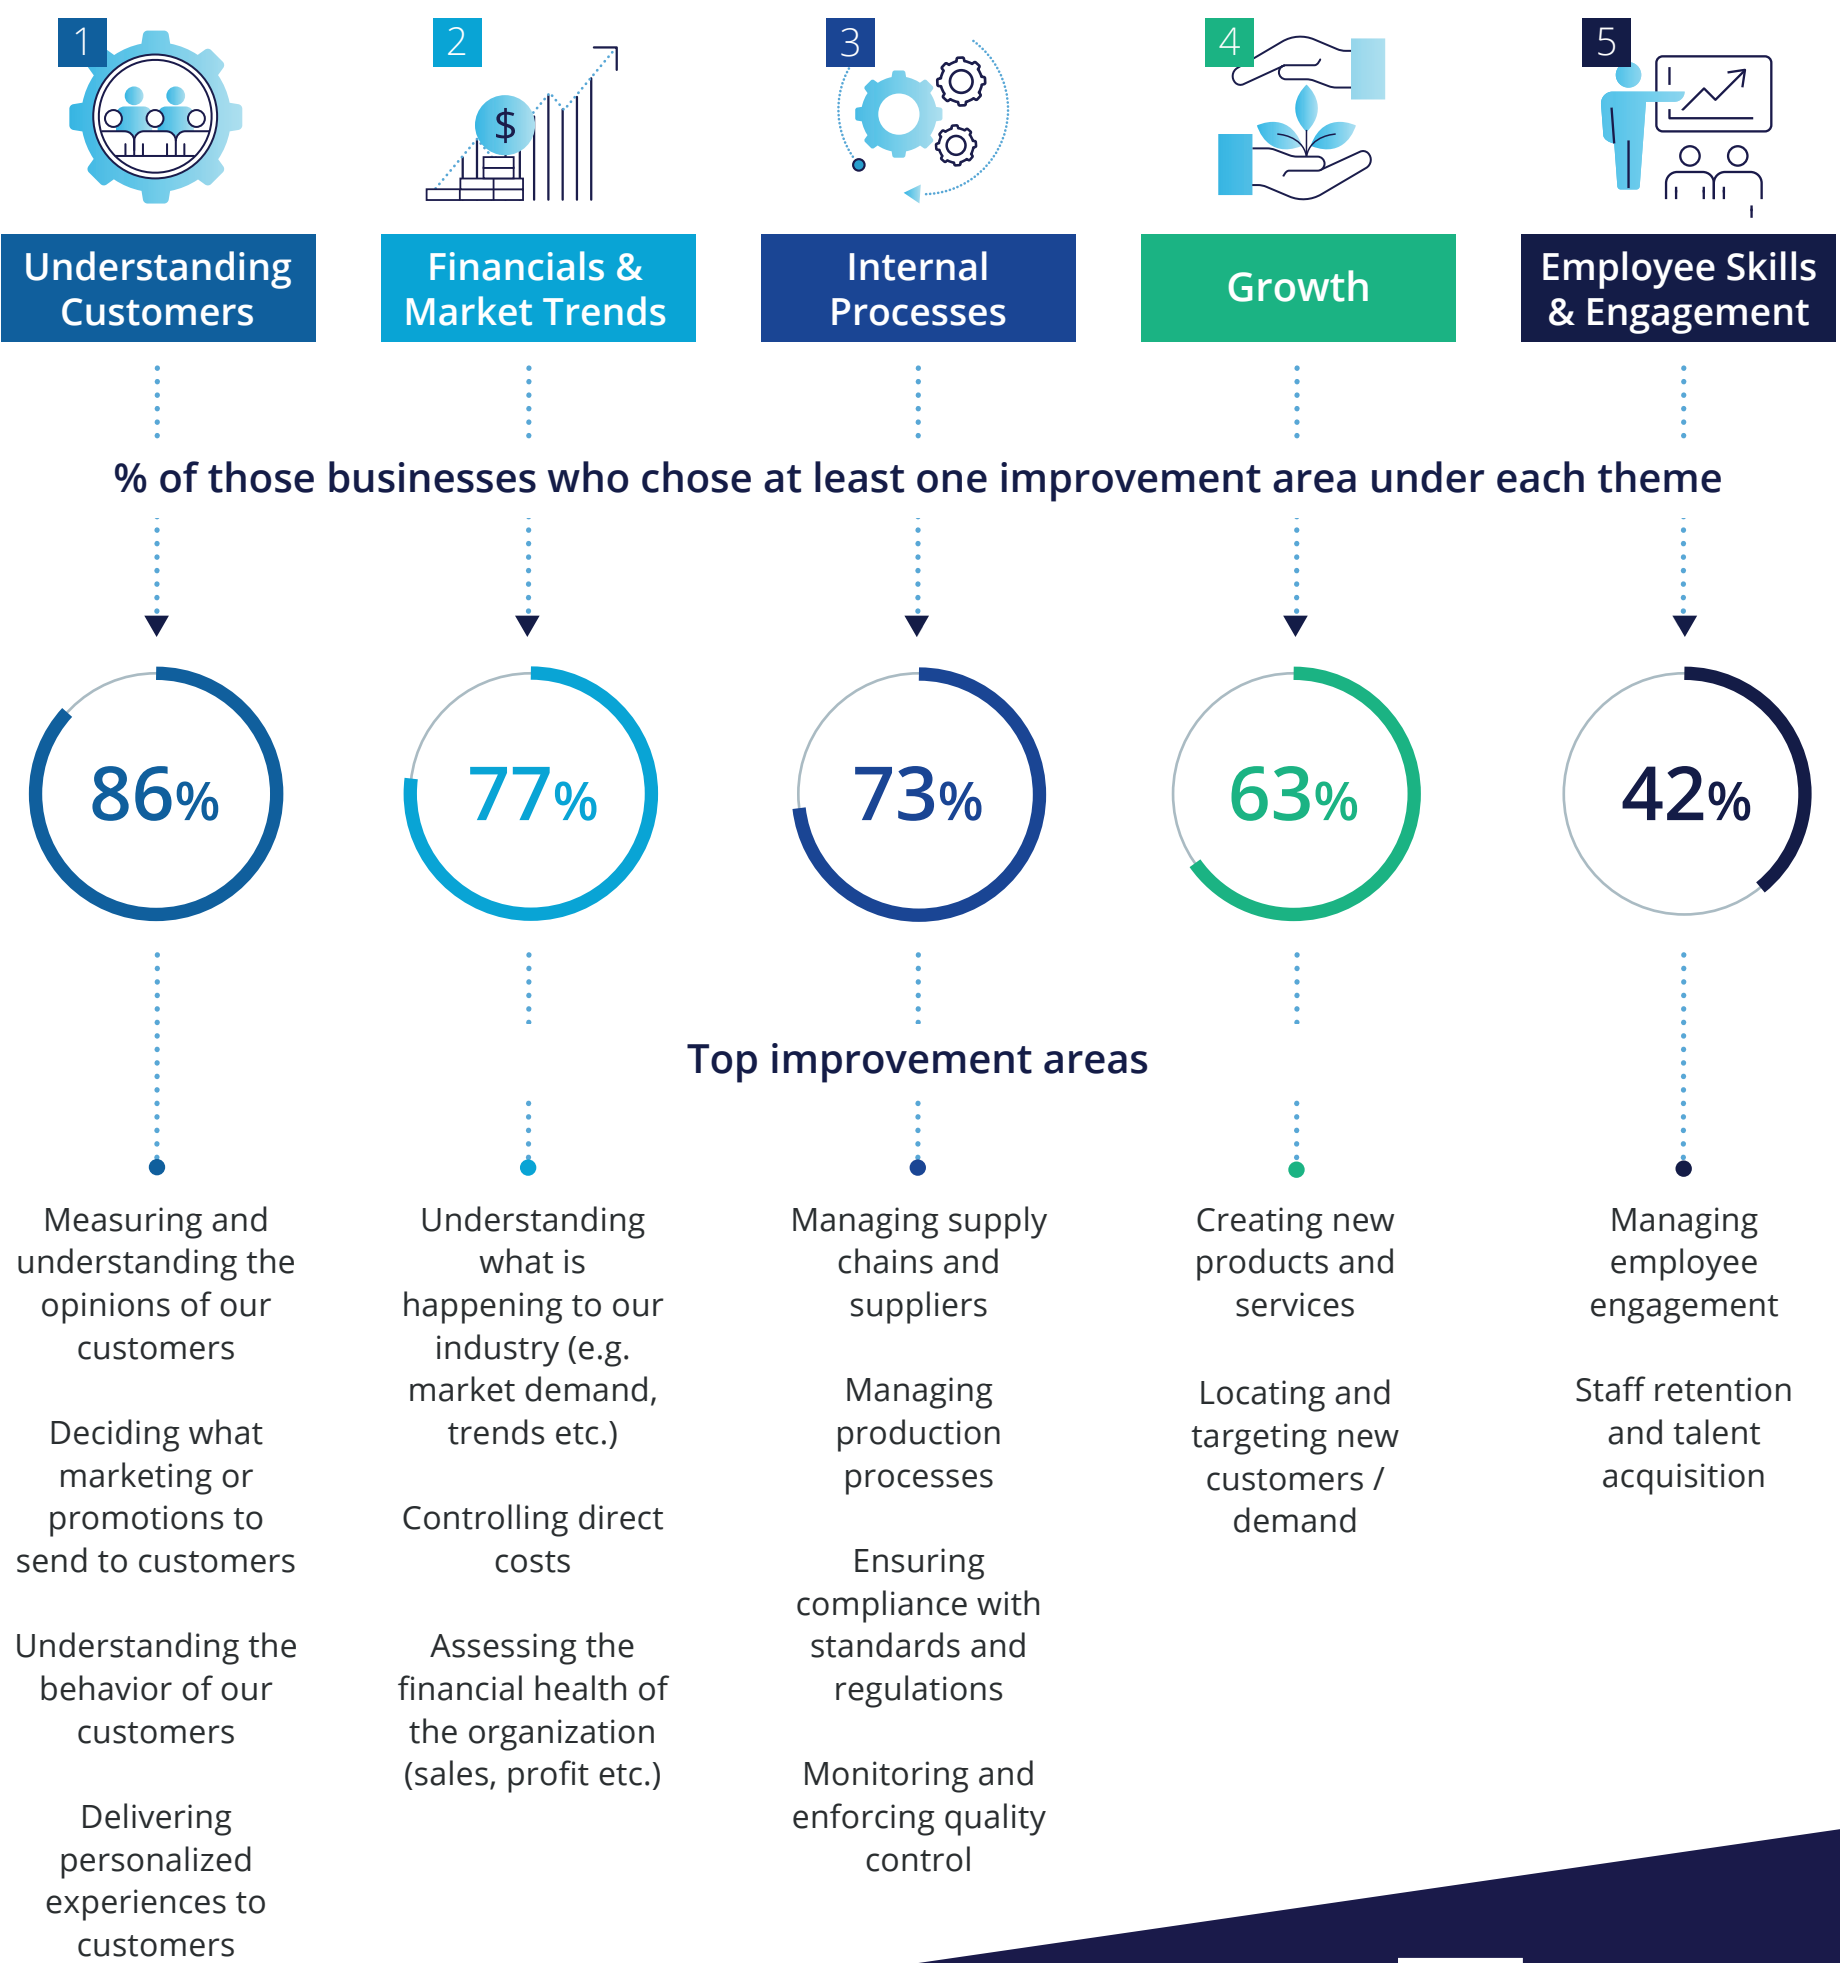 1
2
3
4
5
$
Understanding
Customers
Financials &
Market Trends
Internal
Processes
Growth
Employee Skills
& Engagement
% of those businesses who chose at least one improvement area under each theme
86%
77%
73%
63%
42%
Top improvement areas
Measuring and
understanding the
opinions of our
customers
Deciding what
marketing or
promotions to
send to customers
Understanding the
behavior of our
customers
Delivering
personalized
experiences to
customers
Understanding
what is
happening to our
industry (e.g.
market demand,
trends etc.)
Controlling direct
costs
Assessing the
financial health of
the organization
(sales, profit etc.)
Managing supply
chains and
suppliers
Managing
production
processes
Ensuring
compliance with
standards and
regulations
Monitoring and
enforcing quality
control
Creating new
products and
services
Locating and
targeting new
customers /
demand
Managing
employee
engagement
Staff retention
and talent
acquisition